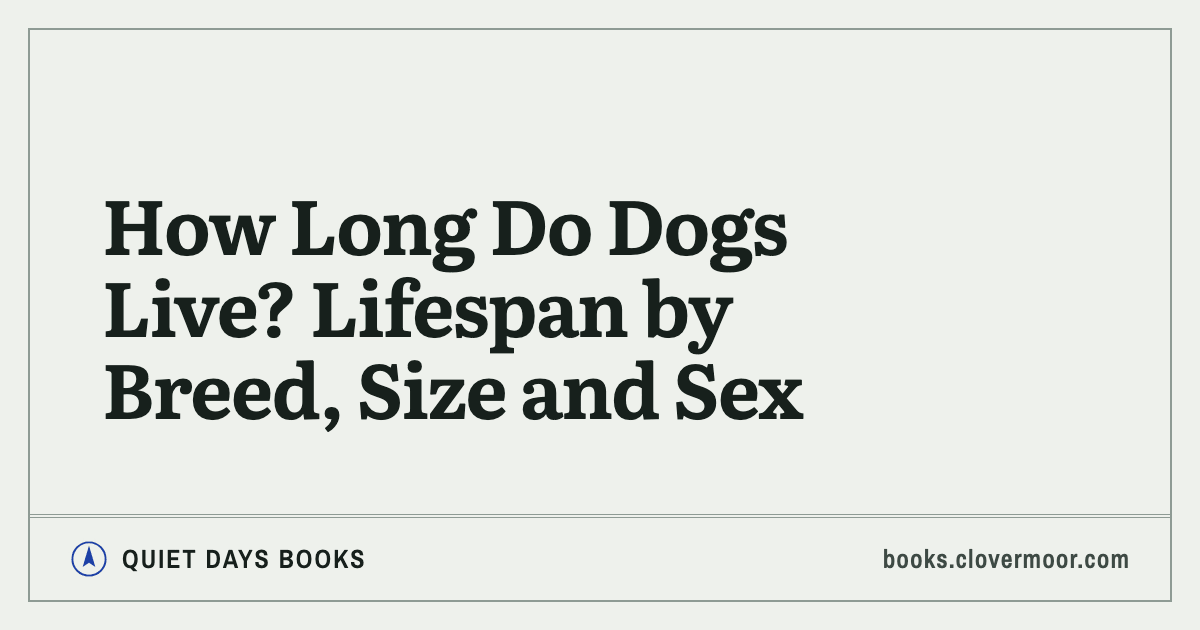 How Long Do Dogs
Live? Lifespan by
Breed, Size and Sex
QUIET DAYS BOOKS
books.clovermoor.com